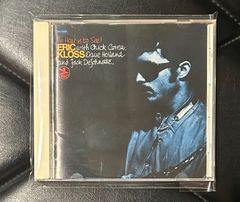 To Hear Is to See!
ERIC with Chick Corea,
KLOSS Dave Holland
and Jack DeJohnette.